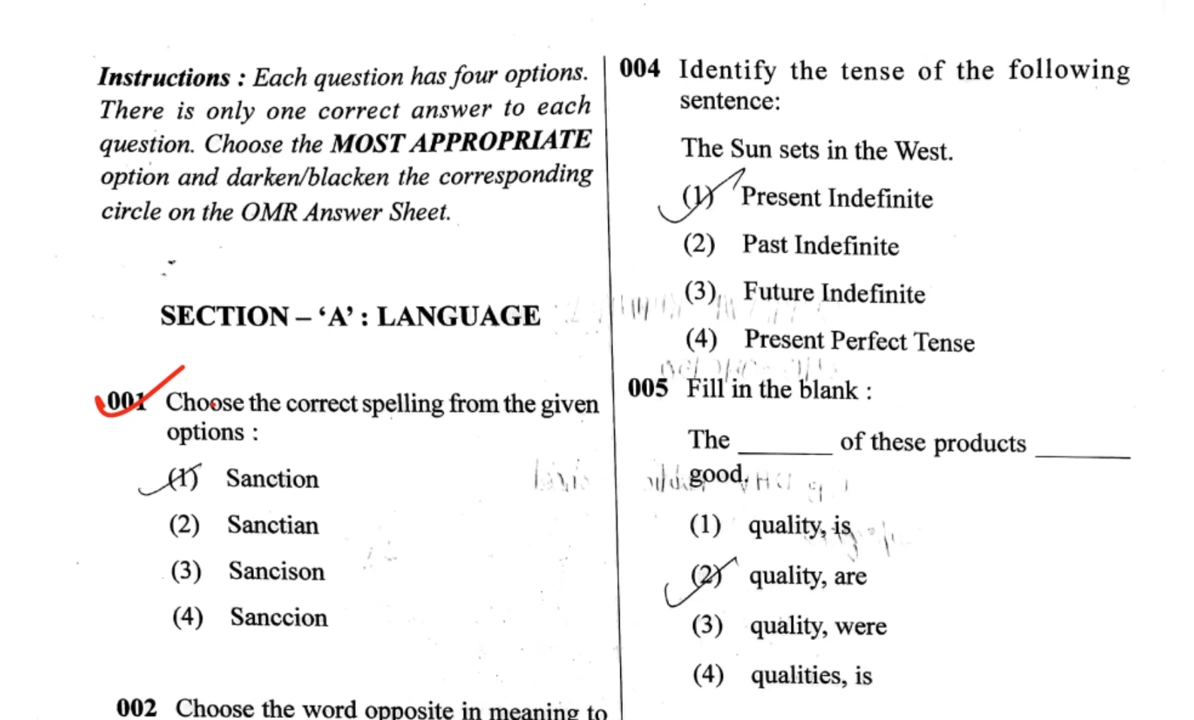 Instructions : Each question has four options.
There is only one correct answer to each
question. Choose the MOST APPROPRIATE
option and darken/blacken the corresponding
circle on the OMR Answer Sheet.
SECTION – ‘A’ : LANGUAGE
001 Choose the correct spelling from the given
options :
(1) Sanction
(2) Sanctian
(3) Sancison
(4) Sanccion
002 Choose the word opposite in meaning to
004 Identify the tense of the following
sentence:
The Sun sets in the West.
(1) Present Indefinite
(2) Past Indefinite
(3) Future Indefinite
(4) Present Perfect Tense
005 Fill in the blank :
The _______ of these products _______
good.
(1) quality, is
(2) quality, are
(3) quality, were
(4) qualities, is